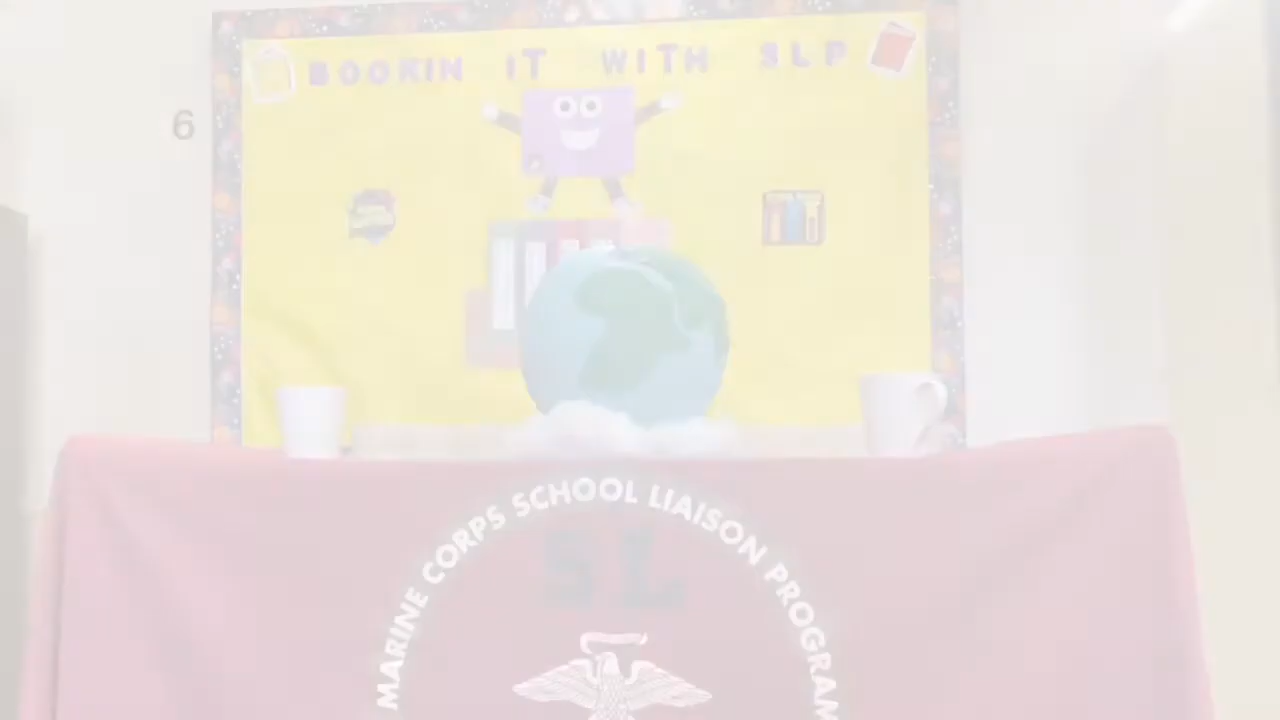 BOOKIN IT WITH SLP
6
MARINE CORPS SCHOOL LIAISON PROGRAM
SL